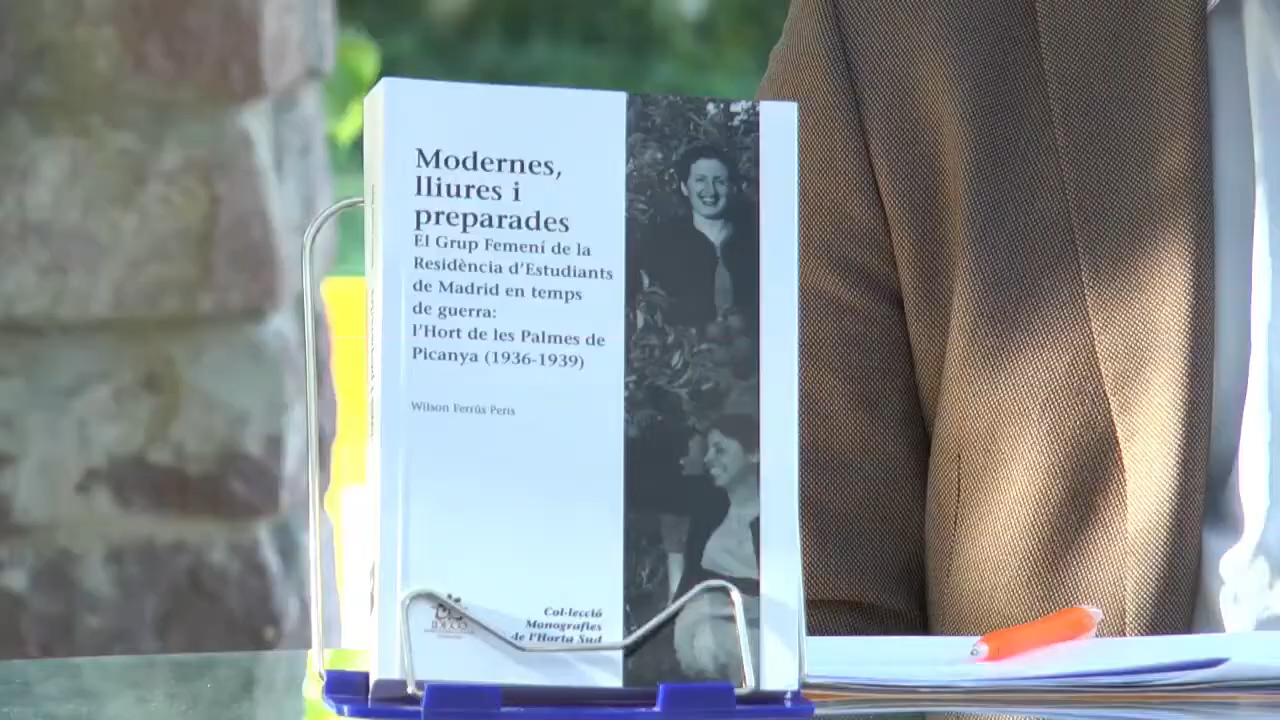 Modernes,
lliures i
preparades
El Grup Femení de la
Residència d'Estudiants
de Madrid en temps
de guerra:
l'Hort de les Palmes de
Picanya (1936-1939)
Wilson Ferrús Peris
Col·lecció
Monografies
de l'Horta Sud